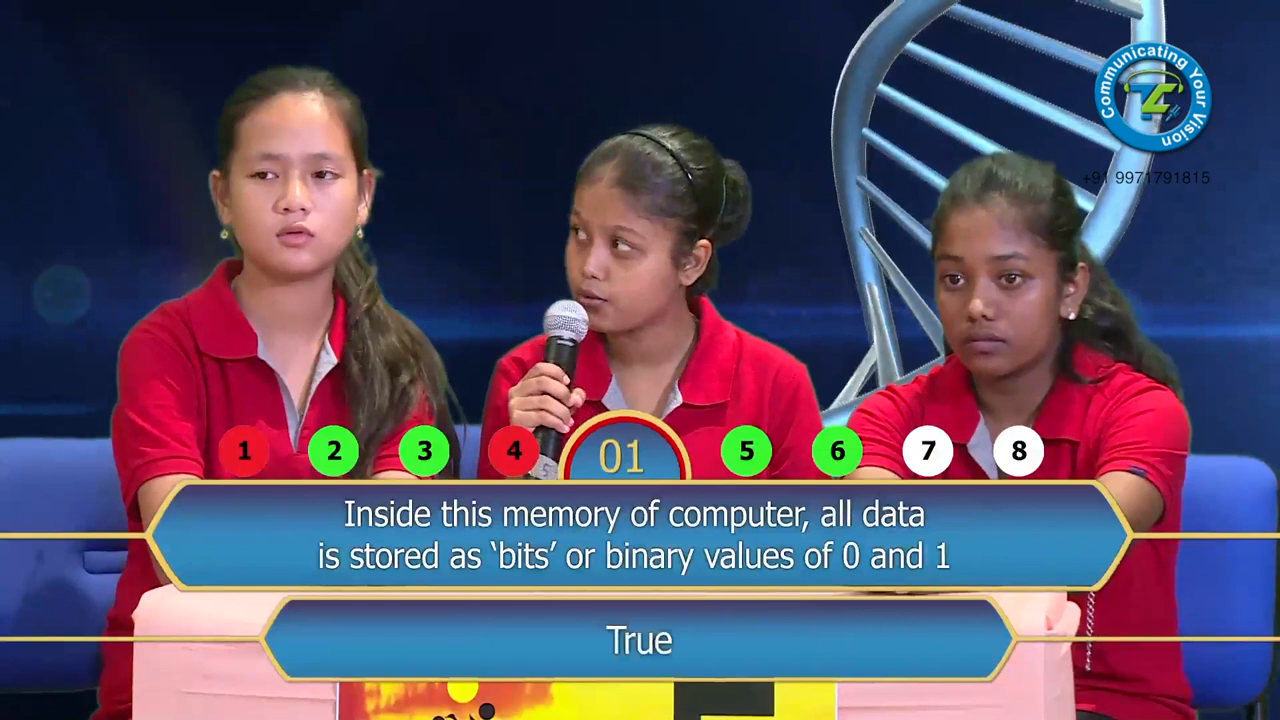 Communicating Your Vision
TC
+91 9971791815
1 2 3 4 01 5 6 7 8
Inside this memory of computer, all data
is stored as ‘bits’ or binary values of 0 and 1
True